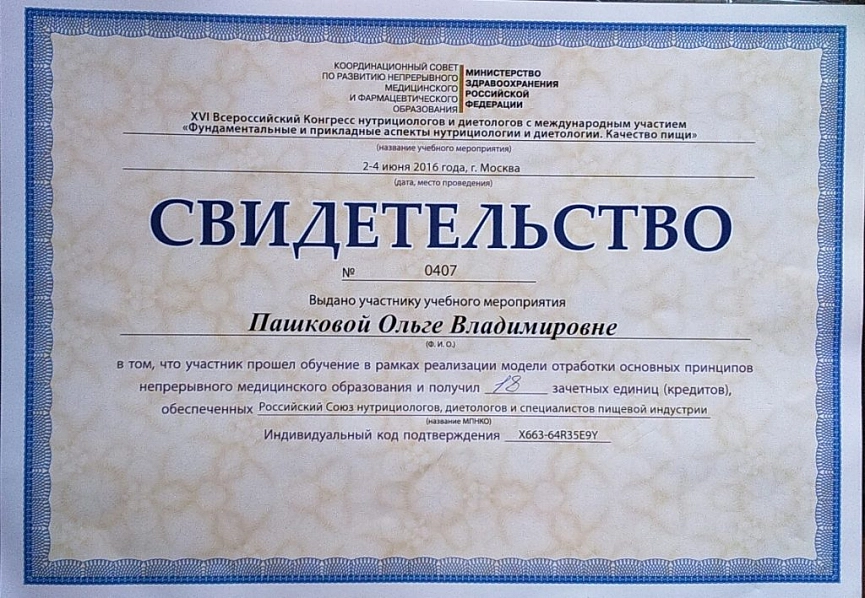 КООРДИНАЦИОННЫЙ СОВЕТ
ПО РАЗВИТИЮ НЕПРЕРЫВНОГО
МЕДИЦИНСКОГО
И ФАРМАЦЕВТИЧЕСКОГО
ОБРАЗОВАНИЯ
МИНИСТЕРСТВО
ЗДРАВООХРАНЕНИЯ
РОССИЙСКОЙ
ФЕДЕРАЦИИ
XVI Всероссийский Конгресс нутрициологов и диетологов с международным участием
«Фундаментальные и прикладные аспекты нутрициологии и диетологии. Качество пищи»
(название учебного мероприятия)
2-4 июня 2016 года, г. Москва
(дата, место проведения)
СВИДЕТЕЛЬСТВО
№ 0407
Выдано участнику учебного мероприятия
Пашковой Ольге Владимировне
(Ф. И. О.)
в том, что участник прошел обучение в рамках реализации модели отработки основных принципов
непрерывного медицинского образования и получил 18 зачетных единиц (кредитов),
обеспеченных Российский Союз нутрициологов, диетологов и специалистов пищевой индустрии
(название МПНКО)
Индивидуальный код подтверждения X663-64R35E9Y